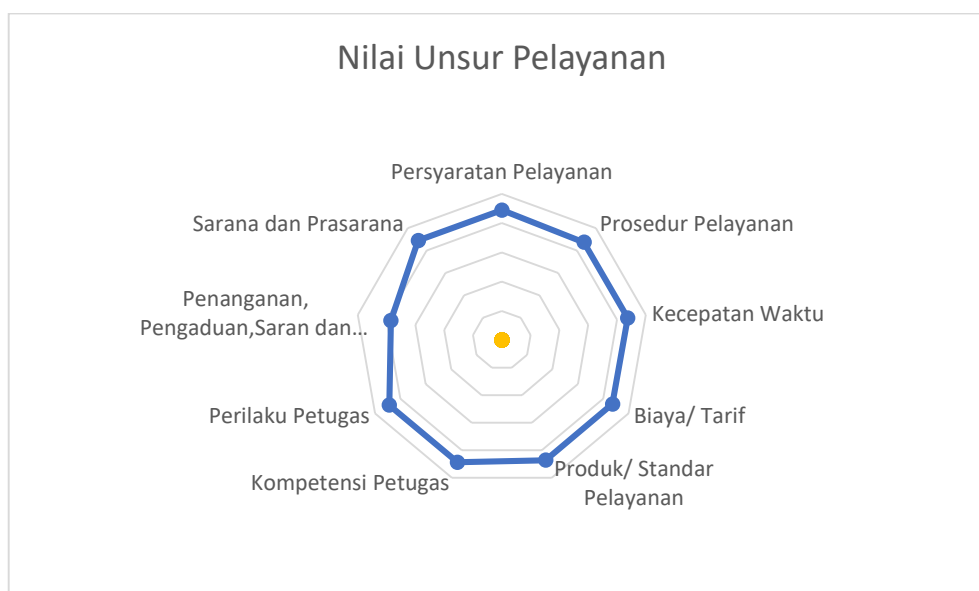 Nilai Unsur Pelayanan
Persyaratan Pelayanan
Prosedur Pelayanan
Kecepatan Waktu
Biaya/ Tarif
Produk/ Standar
Pelayanan
Kompetensi Petugas
Perilaku Petugas
Penanganan,
Pengaduan,Saran dan...
Sarana dan Prasarana